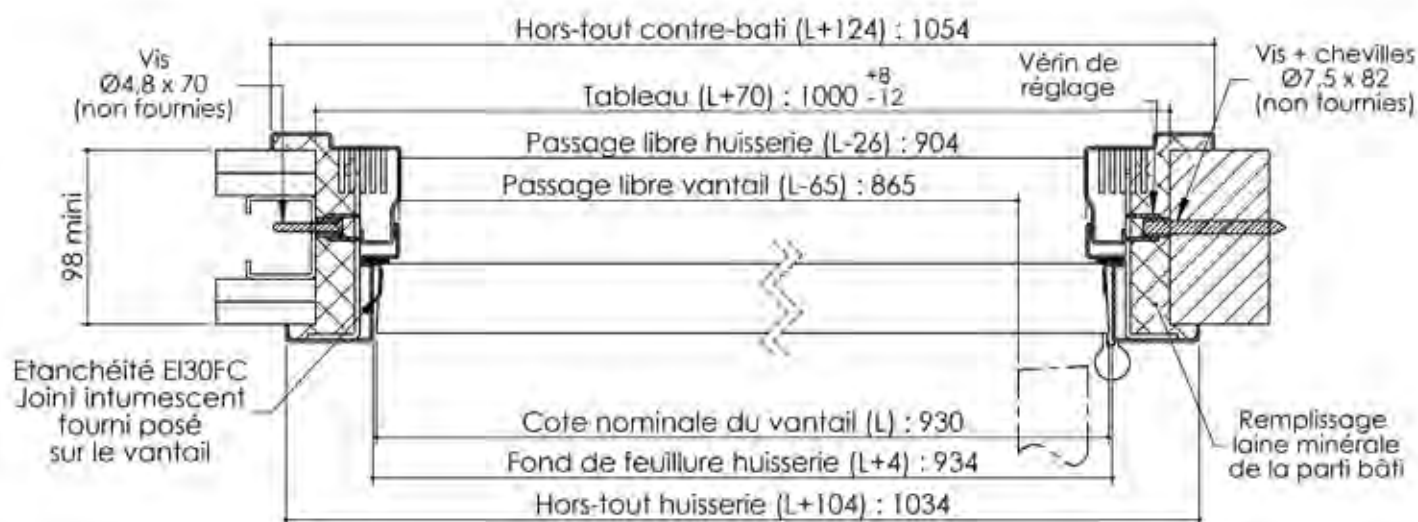 Hors-tout contre-bati (L+124) : 1054
Vis
Ø4,8 x 70
(non fournies)
Vérin de
réglage
Vis + chevilles
Ø7,5 x 82
(non fournies)
Tableau (L+70) : 1000 +8 -12
Passage libre huisserie (L-26) : 904
Passage libre vantail (L-65) : 865
98 mini
Etanchéité EI30FC
Joint intumescent
fourni posé
sur le vantail
Cote nominale du vantail (L) : 930
Fond de feuillure huisserie (L+4) : 934
Hors-tout huisserie (L+104) : 1034
Remplissage
laine minérale
de la parti bâti